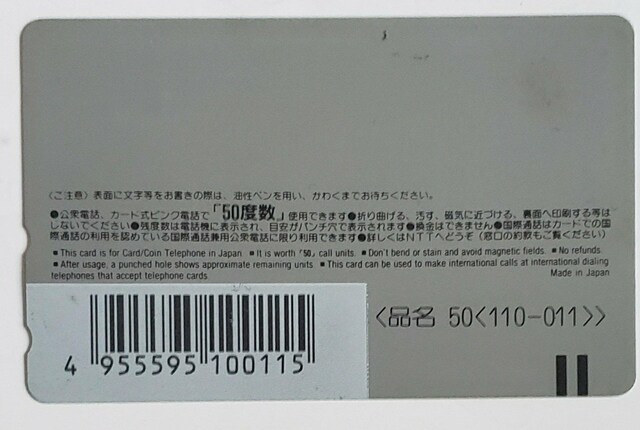 〈ご注意〉表面に文字等をお書きの際は、油性ペンを用い、かわくまでお待ちください。
●公衆電話、カード式ピンク電話で「50度数」使用できます●折り曲げる、汚す、磁気に近づける、裏面へ印刷する等は
しないでください●残度数は電話機に表示され、目安がパンチ穴で表示されます●換金はできません●国際通話はカードでの国
際通話の利用を認めている国際通話兼用公衆電話に限り利用できます●詳しくはNTTへどうぞ(窓口の約款もご覧ください)
■This card is for Card/Coin Telephone in Japan ■It is worth「50」call units. ■Don't bend or stain and avoid magnetic fields. ■No refunds.
■After usage, a punched hole shows approximate remaining units. ■This card can be used to make international calls at international dialing
telephones that accept telephone cards. Made in Japan
<品名 50<110-011>>
4 955595 100115